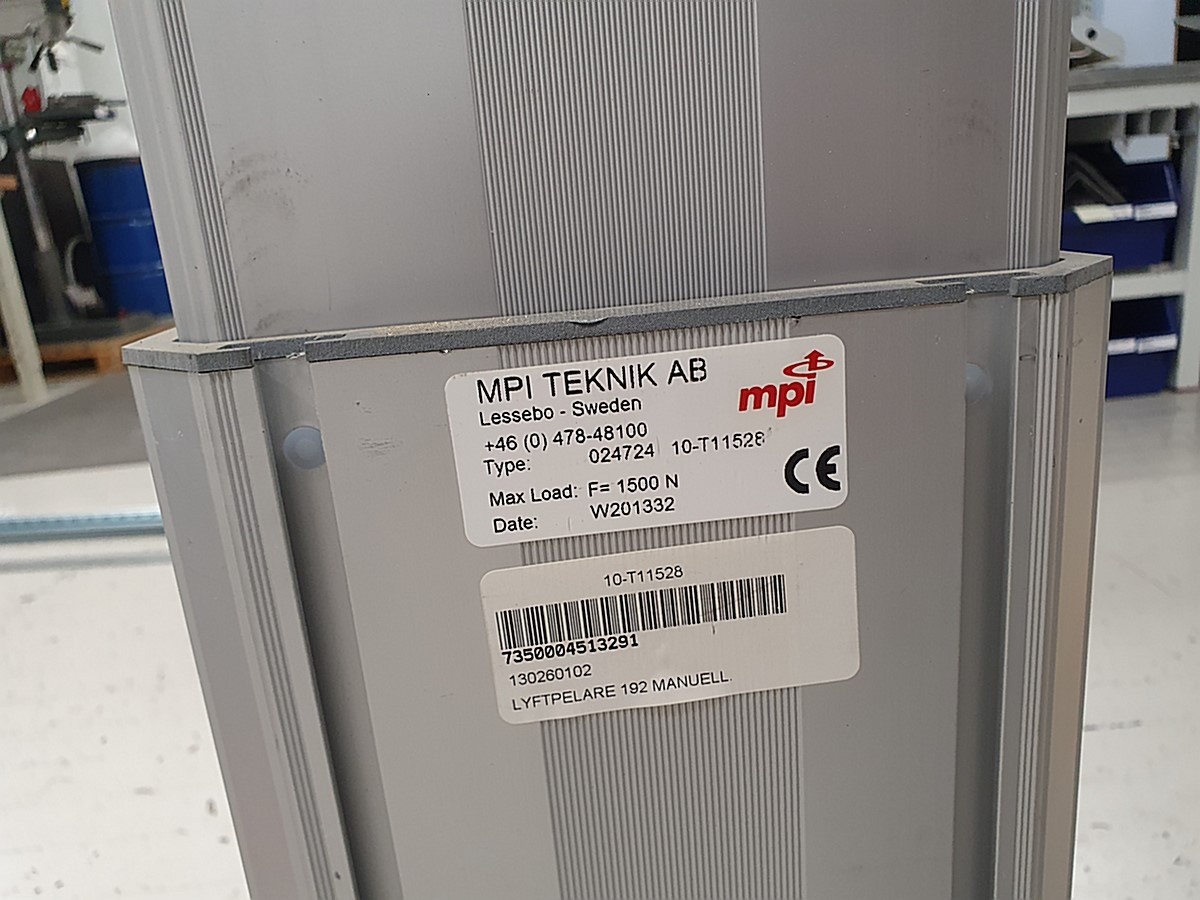 MPI TEKNIK AB
mpi
Lessebo - Sweden
+46 (0) 478-48100
Type: 024724 10-T11528
Max Load: F= 1500 N
Date: W201332
CE
10-T11528
7350004513291
130260102
LYFTPELARE 192 MANUELL.